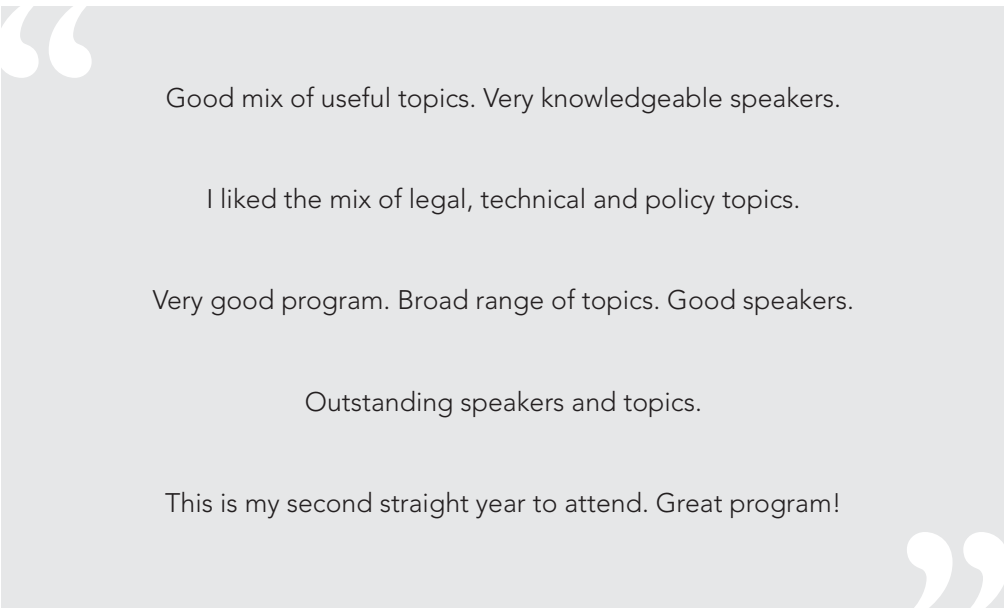 Good mix of useful topics. Very knowledgeable speakers.
I liked the mix of legal, technical and policy topics.
Very good program. Broad range of topics. Good speakers.
Outstanding speakers and topics.
This is my second straight year to attend. Great program!